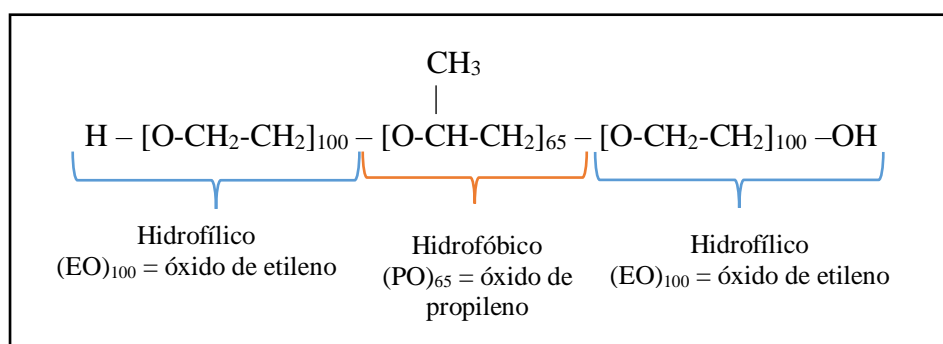 CH3
|
H – [O-CH2-CH2]100 – [O-CH-CH2]65 – [O-CH2-CH2]100 –OH
Hidrofílico
(EO)100 = óxido de etileno
Hidrofóbico
(PO)65 = óxido de
propileno
Hidrofílico
(EO)100 = óxido de etileno